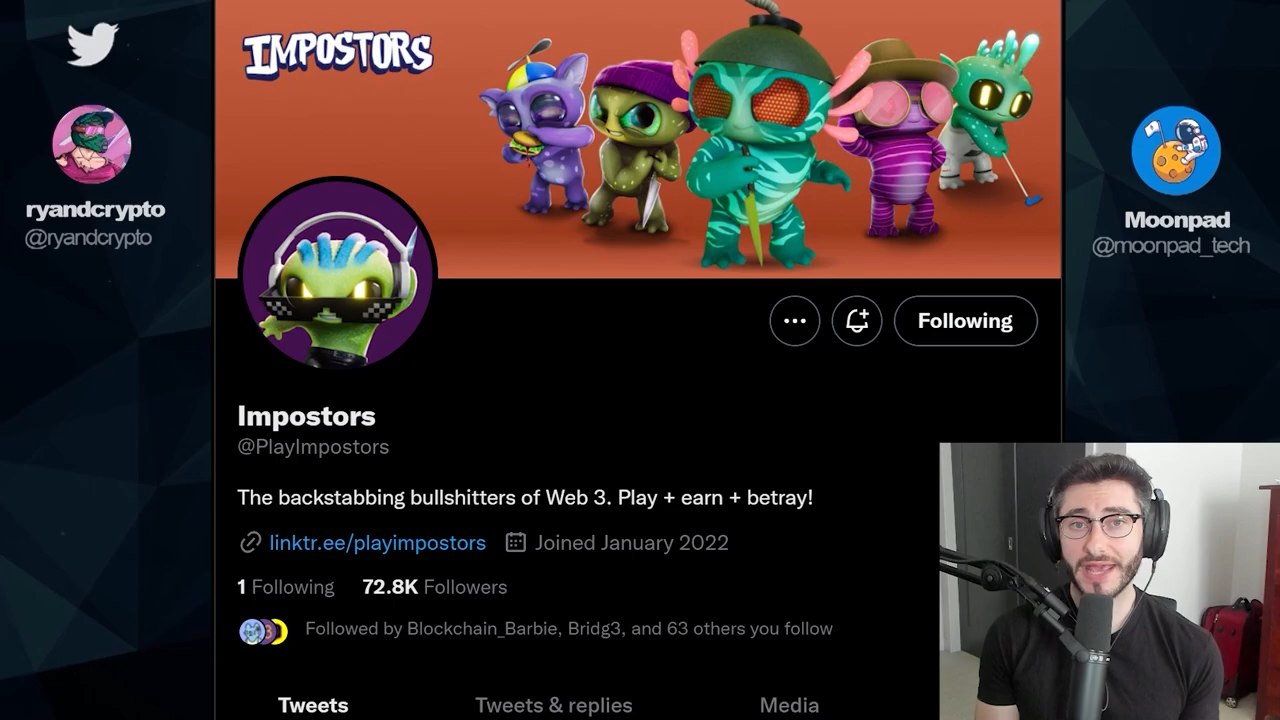 IMPOSTORS
ryandcrypto
@ryandcrypto
Moonpad
@moonpad_tech
Following
Impostors
@PlayImpostors
The backstabbing bullshitters of Web 3. Play + earn + betray!
linktr.ee/playimpostors Joined January 2022
1 Following 72.8K Followers
Followed by Blockchain_Barbie, Bridg3, and 63 others you follow
Tweets Tweets & replies Media